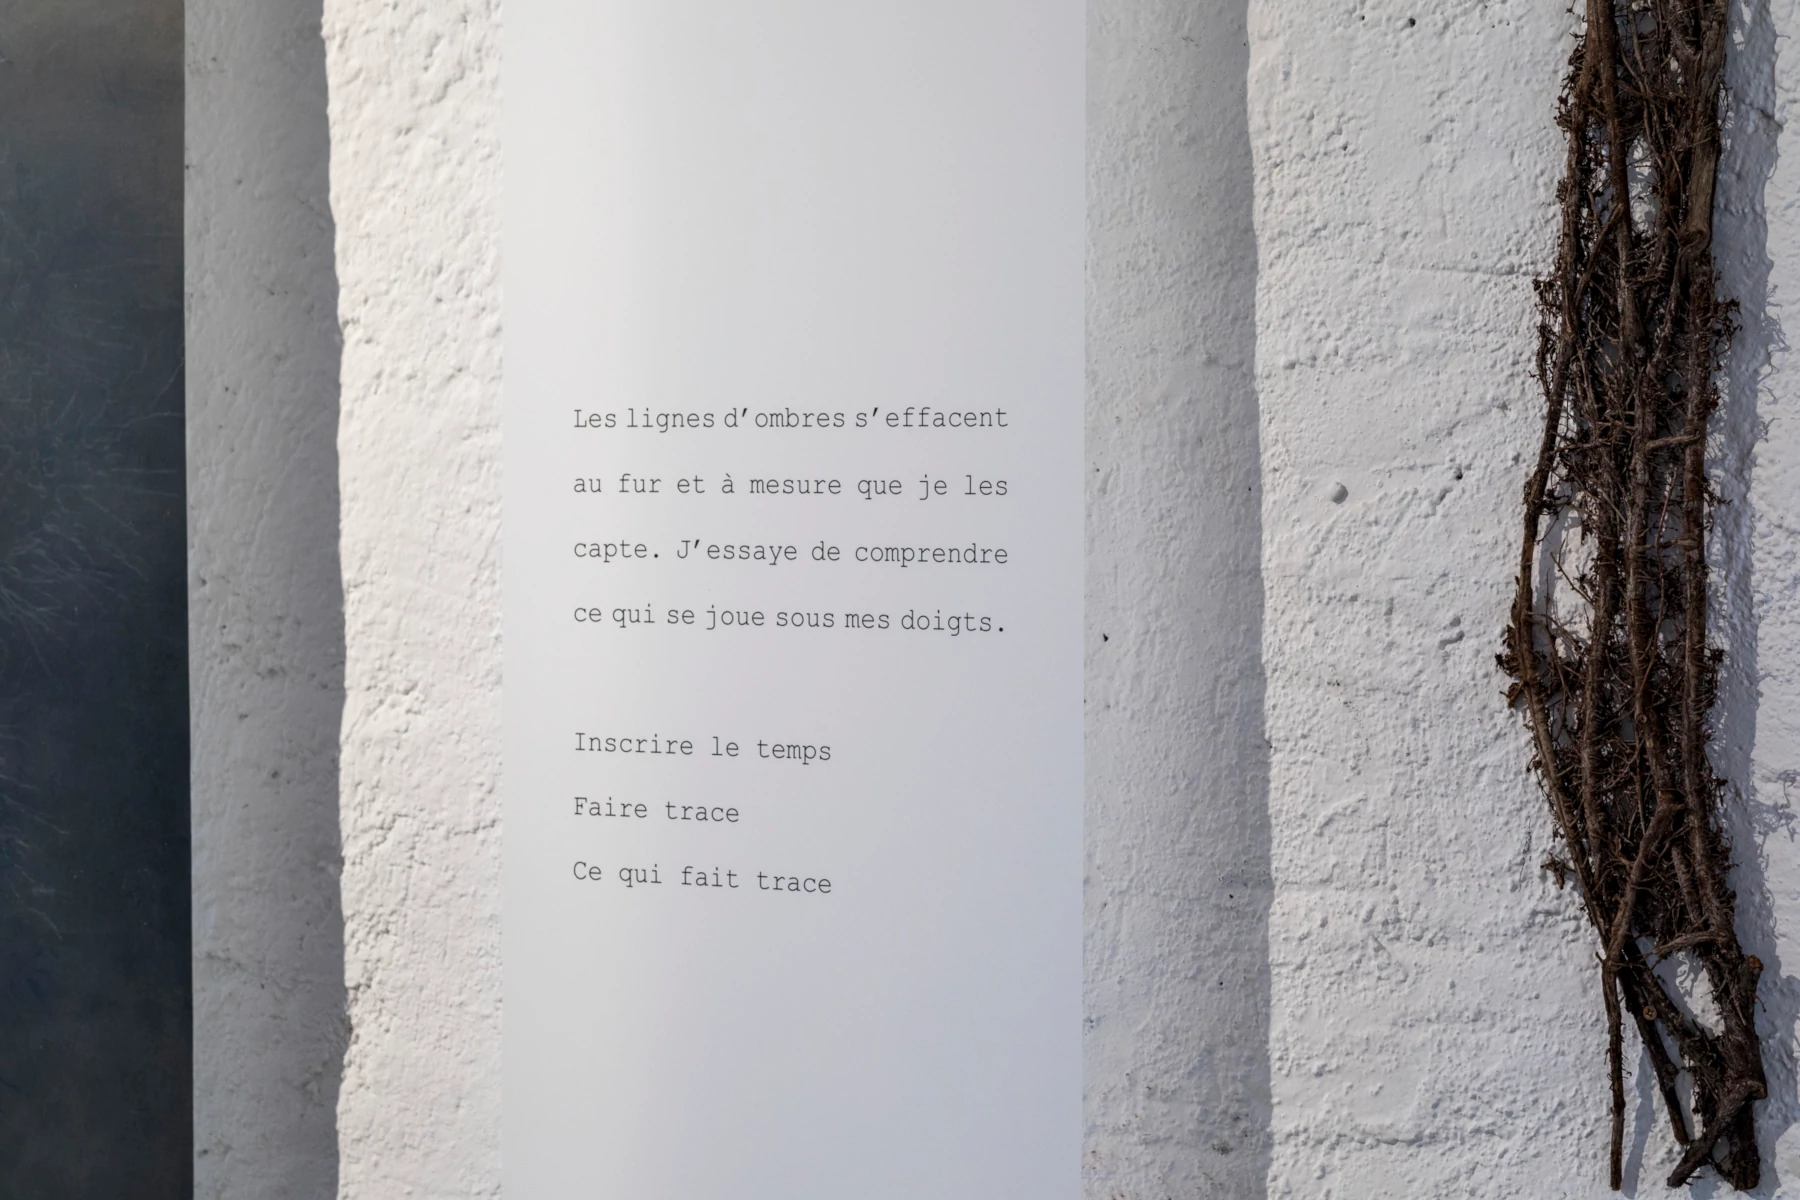 Les lignes d'ombres s'effacent
au fur et à mesure que je les
capte. J'essaye de comprendre
ce qui se joue sous mes doigts.
Inscrire le temps
Faire trace
Ce qui fait trace